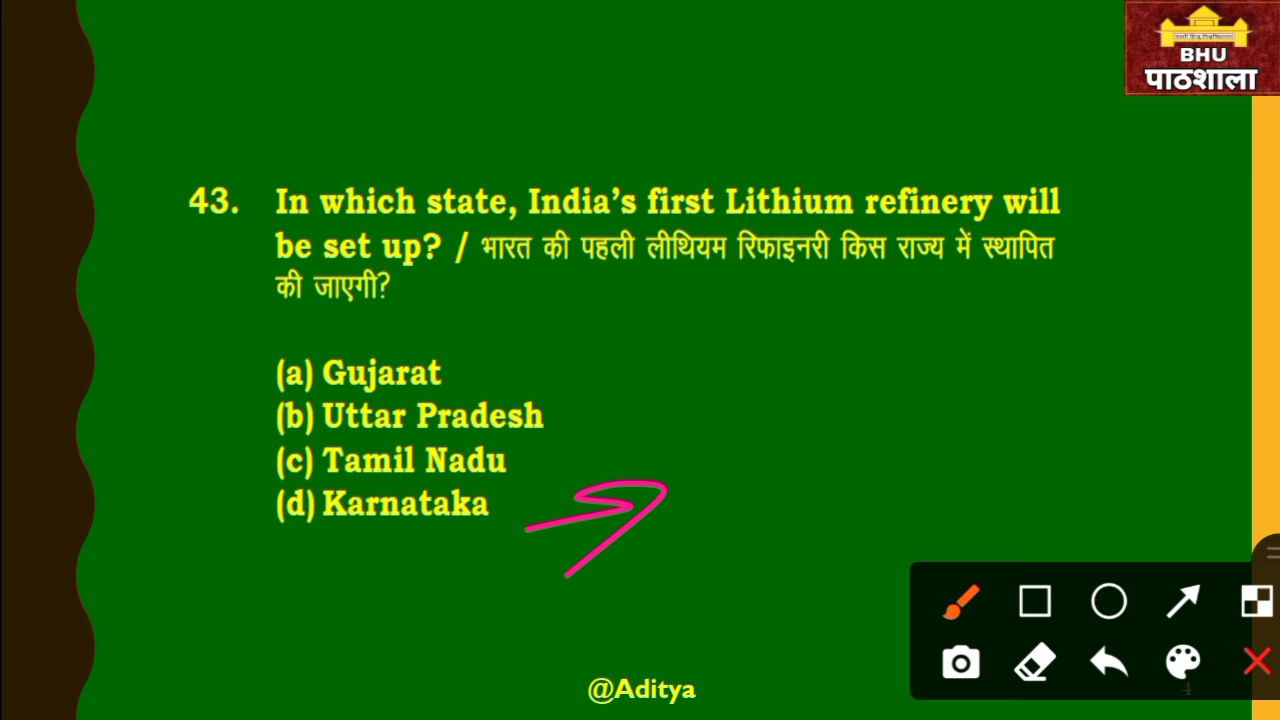 BHU
पाठशाला
43. In which state, India's first Lithium refinery will
be set up? / भारत की पहली लीथियम रिफाइनरी किस राज्य में स्थापित
की जाएगी?
(a) Gujarat
(b) Uttar Pradesh
(c) Tamil Nadu
(d) Karnataka
@Aditya
4